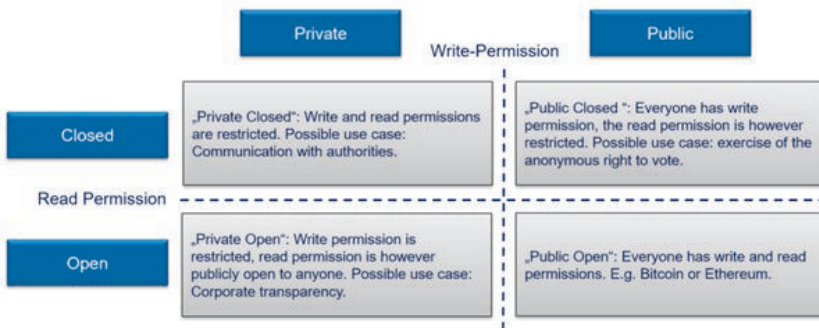 Private
Write-Permission
Public
Closed
„Private Closed“: Write and read permissions
are restricted. Possible use case:
Communication with authorities.
„Public Closed “: Everyone has write
permission, the read permission is however
restricted. Possible use case: exercise of the
anonymous right to vote.
Read Permission
Open
„Private Open“: Write permission is
restricted, read permission is however
publicly open to anyone. Possible use case:
Corporate transparency.
„Public Open“: Everyone has write and read
permissions. E.g. Bitcoin or Ethereum.